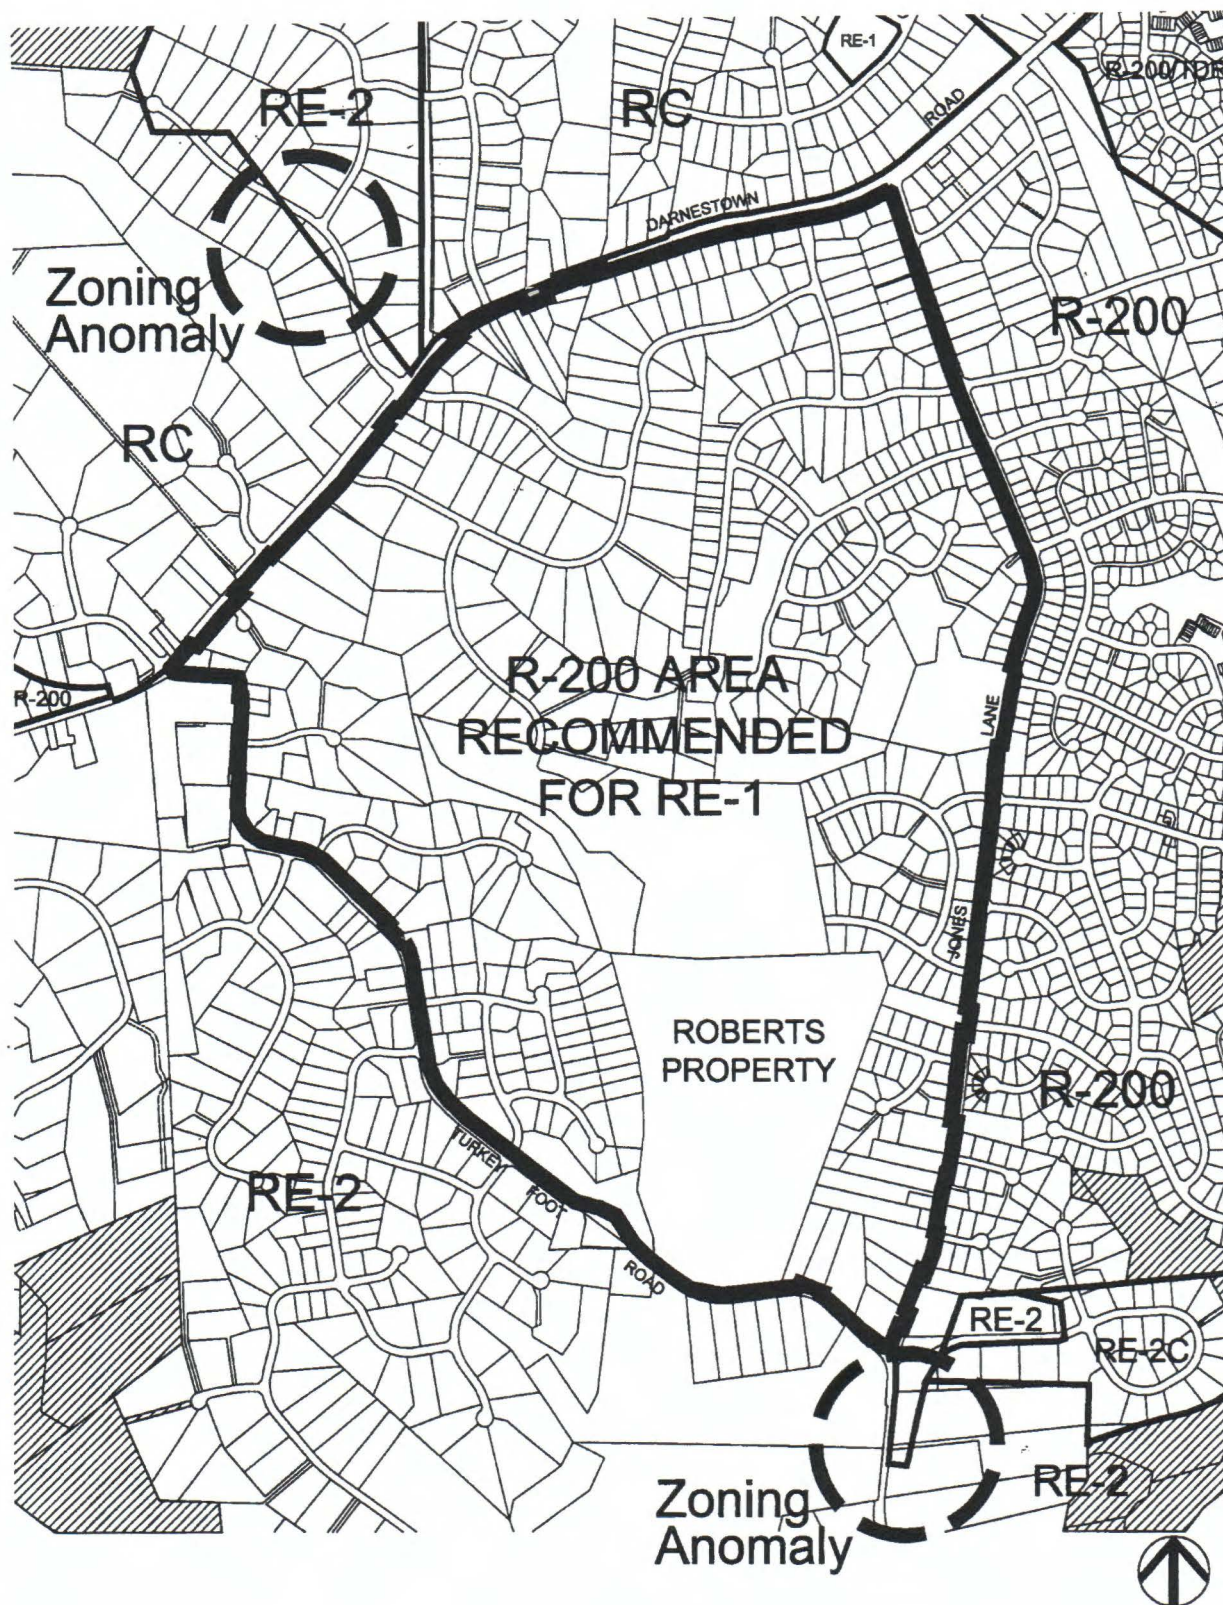 RE-1
R-200/TDR
RE-2
RC
ROAD
DARNESTOWN
Zoning
Anomaly
R-200
RC
R-200 AREA
RECOMMENDED
FOR RE-1
R-200
LANE
JONES
ROBERTS
PROPERTY
R-200
TURKEY
FOOT
ROAD
RE-2
RE-2
RE-2C
Zoning
Anomaly
RE-2